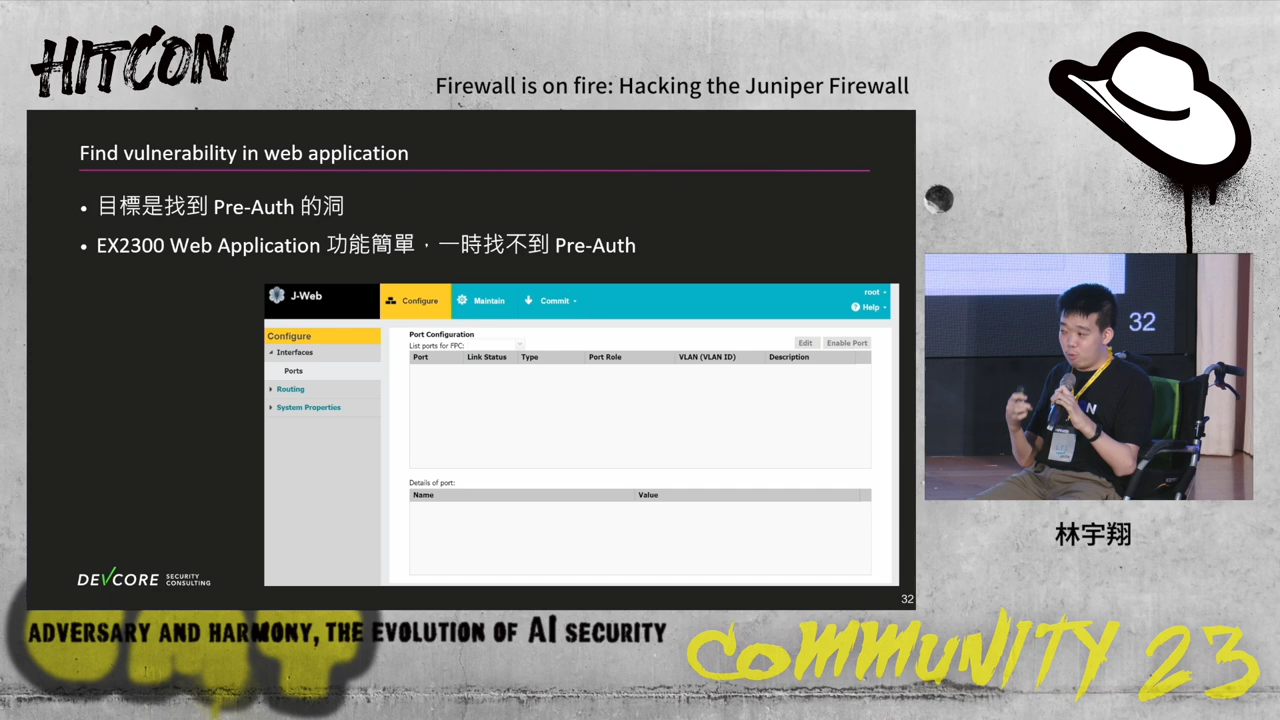 HITCON
Firewall is on fire: Hacking the Juniper Firewall
Find vulnerability in web application
• 目標是找到 Pre-Auth 的洞
• EX2300 Web Application 功能簡單，一時找不到 Pre-Auth
J-Web
Configure
Maintain
Commit
root
Help
Configure
Interfaces
Ports
Routing
System Properties
Port Configuration
List ports for FPC:
Edit Enable Port
Port Link Status Type Port Role VLAN (VLAN ID) Description
Details of port:
Name Value
DEVCORE SECURITY CONSULTING
32
32
林宇翔
ADVERSARY AND HARMONY, THE EVOLUTION OF AI SECURITY
COMMUNITY 23